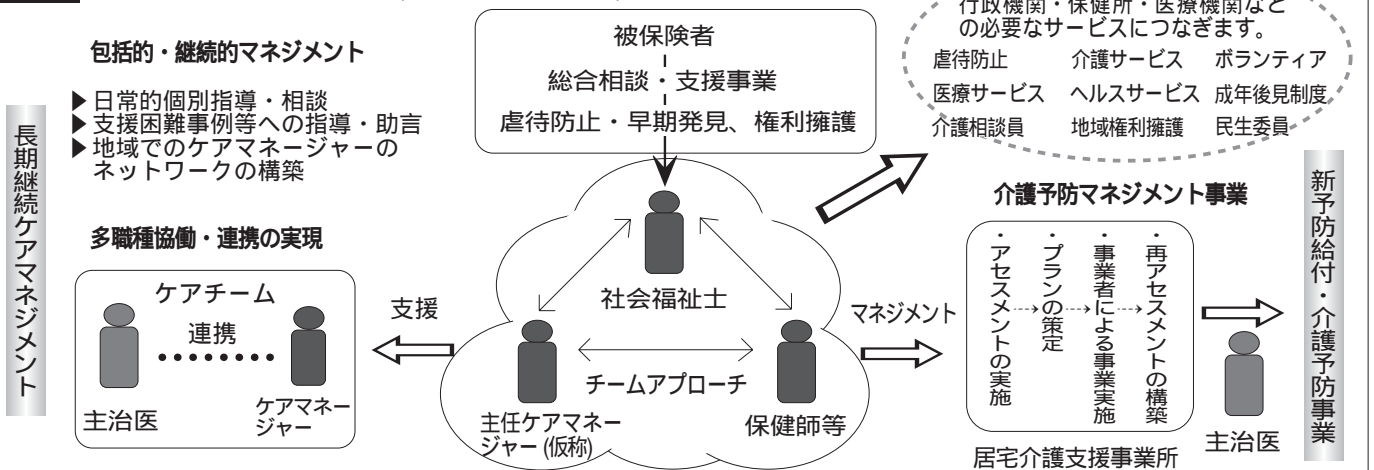 行政機関・保健所・医療機関など
の必要なサービスにつなぎます。
虐待防止 介護サービス ボランティア
医療サービス ヘルスサービス 成年後見制度
介護相談員 地域権利擁護 民生委員
被保険者
総合相談・支援事業
虐待防止・早期発見、権利擁護
包括的・継続的マネジメント
▶日常的個別指導・相談
▶支援困難事例等への指導・助言
▶地域でのケアマネージャーの
ネットワークの構築
長期継続ケアマネジメント
多職種協働・連携の実現
ケアチーム
連携
主治医
ケアマネー
ジャー
支援
社会福祉士
チームアプローチ
主任ケアマネー
ジャー(仮称)
保健師等
マネジメント
介護予防マネジメント事業
・アセスメントの実施
・プランの策定
・事業者による事業実施
・再アセスメントの構築
居宅介護支援事業所
主治医
新予防給付・介護予防事業